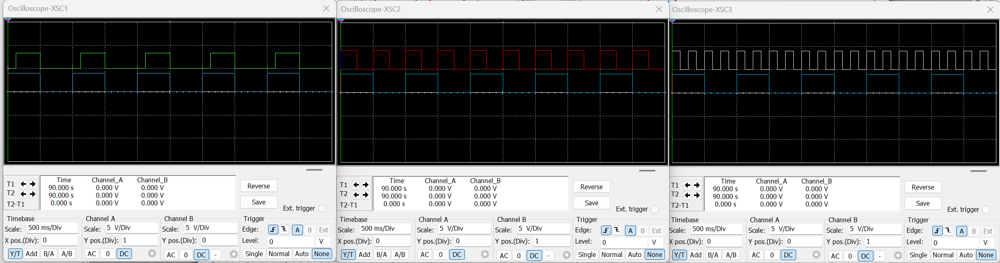 Oscilloscope-XSC1
T1
T2
T2-T1
Time Channel_A Channel_B
90.000 s 0.000 V 0.000 V
90.000 s 0.000 V 0.000 V
0.000 s 0.000 V 0.000 V
Reverse
Save
Ext. trigger
Timebase
Scale: 500 ms/Div
X pos.(Div): 0
Y/T Add B/A A/B
Channel A
Scale: 5 V/Div
Y pos.(Div): 1
AC 0 DC
Channel B
Scale: 5 V/Div
Y pos.(Div): 0
AC 0 DC -
Trigger
Edge: A B Ext
Level: 0 V
Single Normal Auto None
Oscilloscope-XSC2
T1
T2
T2-T1
Time Channel_A Channel_B
90.000 s 0.000 V 0.000 V
90.000 s 0.000 V 0.000 V
0.000 s 0.000 V 0.000 V
Reverse
Save
Ext. trigger
Timebase
Scale: 500 ms/Div
X pos.(Div): 0
Y/T Add B/A A/B
Channel A
Scale: 5 V/Div
Y pos.(Div): 0
AC 0 DC
Channel B
Scale: 5 V/Div
Y pos.(Div): 1
AC 0 DC -
Trigger
Edge: A B Ext
Level: 0 V
Single Normal Auto None
Oscilloscope-XSC3
T1
T2
T2-T1
Time Channel_A Channel_B
90.000 s 0.000 V 0.000 V
90.000 s 0.000 V 0.000 V
0.000 s 0.000 V 0.000 V
Reverse
Save
Ext. trigger
Timebase
Scale: 500 ms/Div
X pos.(Div): 0
Y/T Add B/A A/B
Channel A
Scale: 5 V/Div
Y pos.(Div): 0
AC 0 DC
Channel B
Scale: 5 V/Div
Y pos.(Div): 1
AC 0 DC -
Trigger
Edge: A B Ext
Level: 0 V
Single Normal Auto None